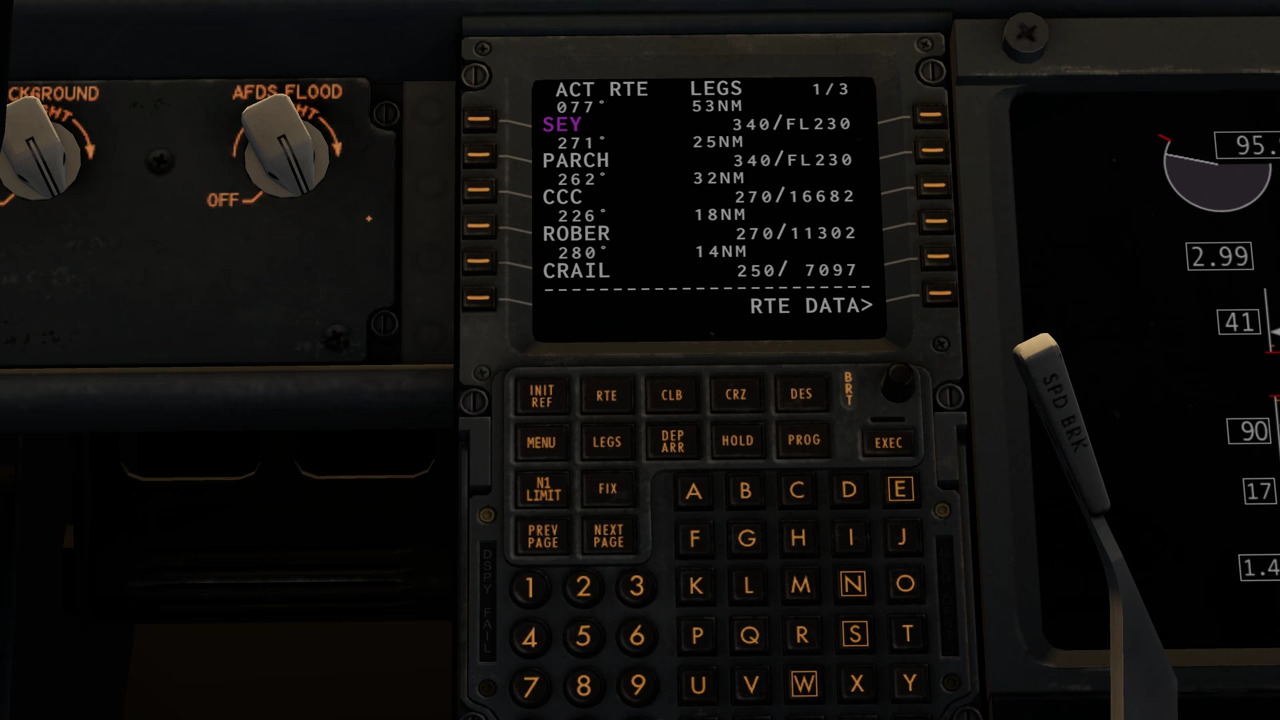 CKGROUND
GHT
AFDS FLOOD
HT
OFF
ACT RTE LEGS 1/3
077° 53NM
SEY 340/FL230
271° 25NM
PARCH 340/FL230
262° 32NM
CCC 270/16682
226° 18NM
ROBER 270/11302
280° 14NM
CRAIL 250/ 7097
------------------------
RTE DATA>
INIT REF
RTE
CLB
CRZ
DES
BRT
MENU
LEGS
DEP ARR
HOLD
PROG
EXEC
N1 LIMIT
FIX
PREV PAGE
NEXT PAGE
A B C D E
F G H I J
1 2 3 K L M N O
4 5 6 P Q R S T
7 8 9 U V W X Y
DSPY FAIL
SPD BRK
95.
2.99
41
90
17
1.4